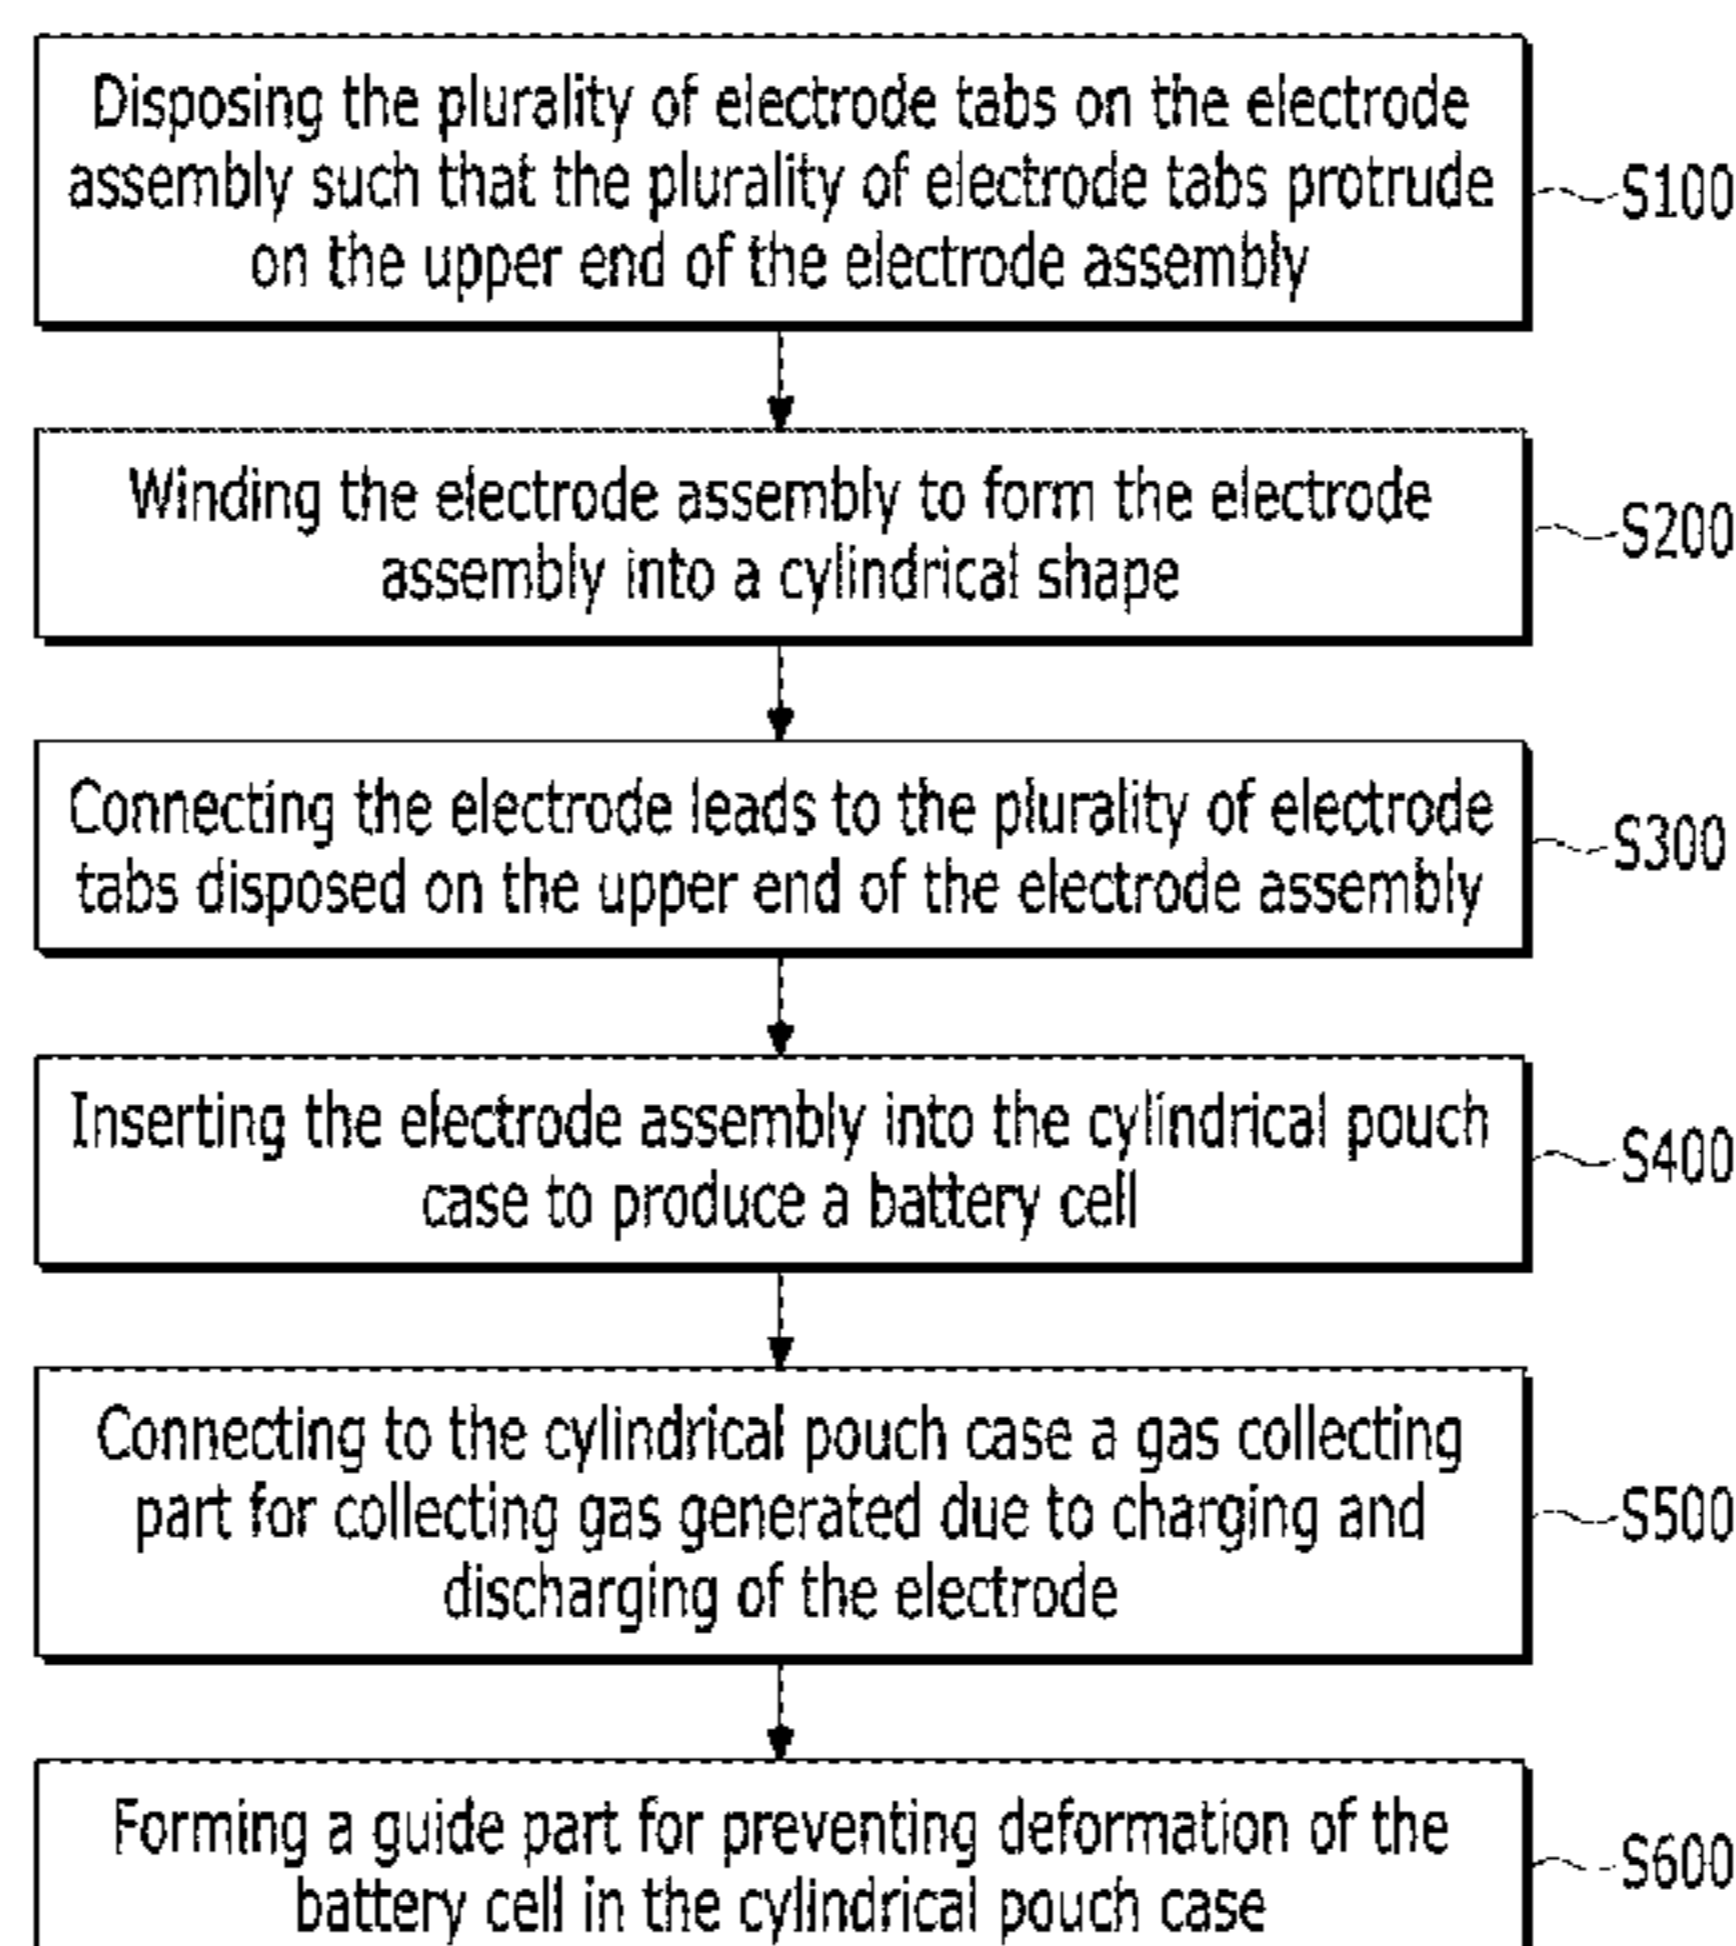 Disposing the plurality of electrode tabs on the electrode
assembly such that the plurality of electrode tabs protrude
on the upper end of the electrode assembly
S100
Winding the electrode assembly to form the electrode
assembly into a cylindrical shape
S200
Connecting the electrode leads to the plurality of electrode
tabs disposed on the upper end of the electrode assembly
S300
Inserting the electrode assembly into the cylindrical pouch
case to produce a battery cell
S400
Connecting to the cylindrical pouch case a gas collecting
part for collecting gas generated due to charging and
discharging of the electrode
S500
Forming a guide part for preventing deformation of the
battery cell in the cylindrical pouch case
S600